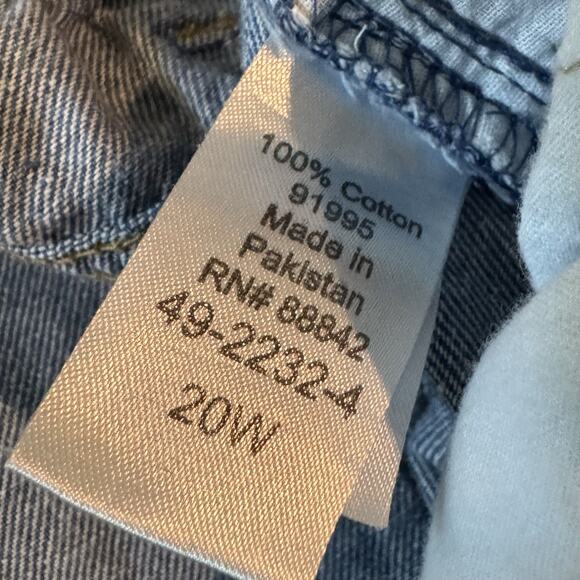 100% Cotton
91995
Made in
Pakistan
RN# 88842
49-2232-4
20W